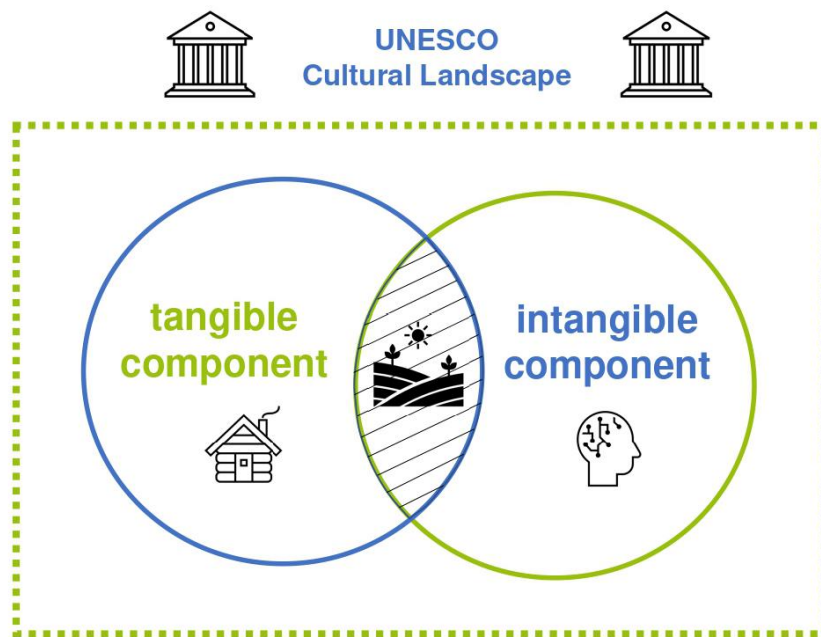 UNESCO
Cultural Landscape
tangible
component
intangible
component